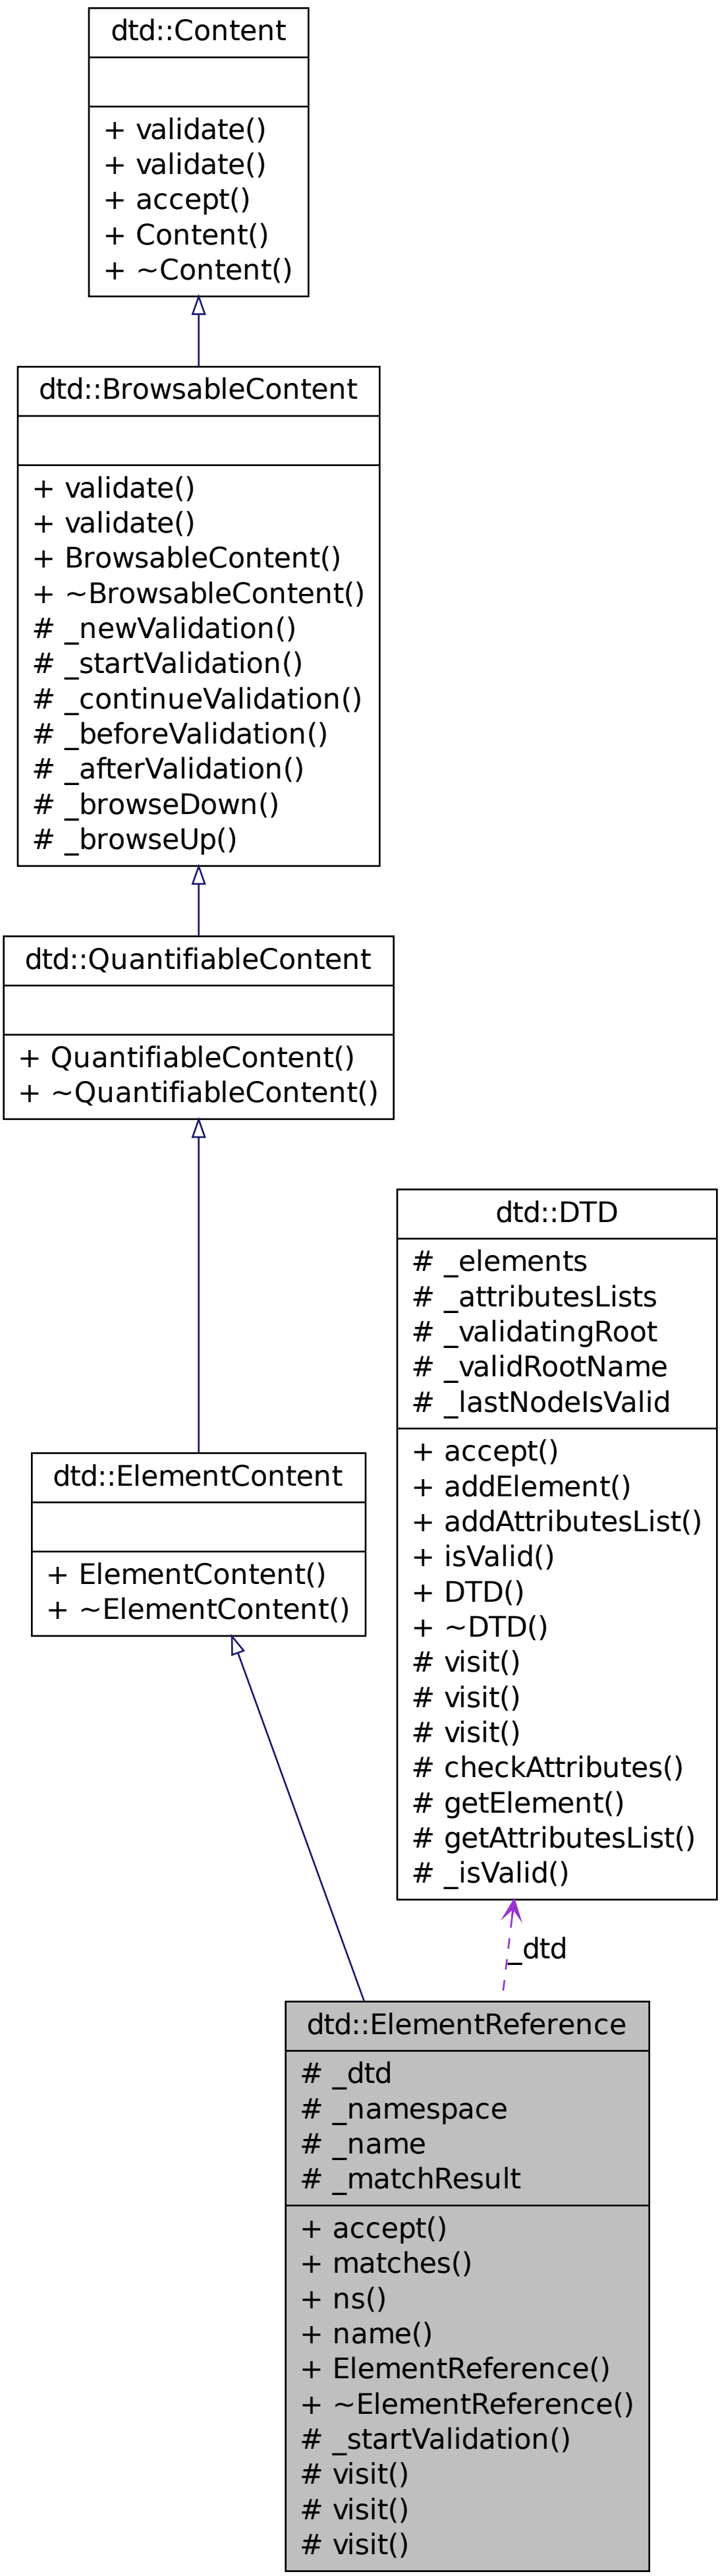 dtd::Content
+ validate()
+ validate()
+ accept()
+ Content()
+ ~Content()
dtd::BrowsableContent
+ validate()
+ validate()
+ BrowsableContent()
+ ~BrowsableContent()
# _newValidation()
# _startValidation()
# _continueValidation()
# _beforeValidation()
# _afterValidation()
# _browseDown()
# _browseUp()
dtd::QuantifiableContent
+ QuantifiableContent()
+ ~QuantifiableContent()
dtd::ElementContent
+ ElementContent()
+ ~ElementContent()
dtd::DTD
# _elements
# _attributesLists
# _validatingRoot
# _validRootName
# _lastNodeIsValid
+ accept()
+ addElement()
+ addAttributesList()
+ isValid()
+ DTD()
+ ~DTD()
# visit()
# visit()
# visit()
# checkAttributes()
# getElement()
# getAttributesList()
# _isValid()
_dtd
dtd::ElementReference
# _dtd
# _namespace
# _name
# _matchResult
+ accept()
+ matches()
+ ns()
+ name()
+ ElementReference()
+ ~ElementReference()
# _startValidation()
# visit()
# visit()
# visit()